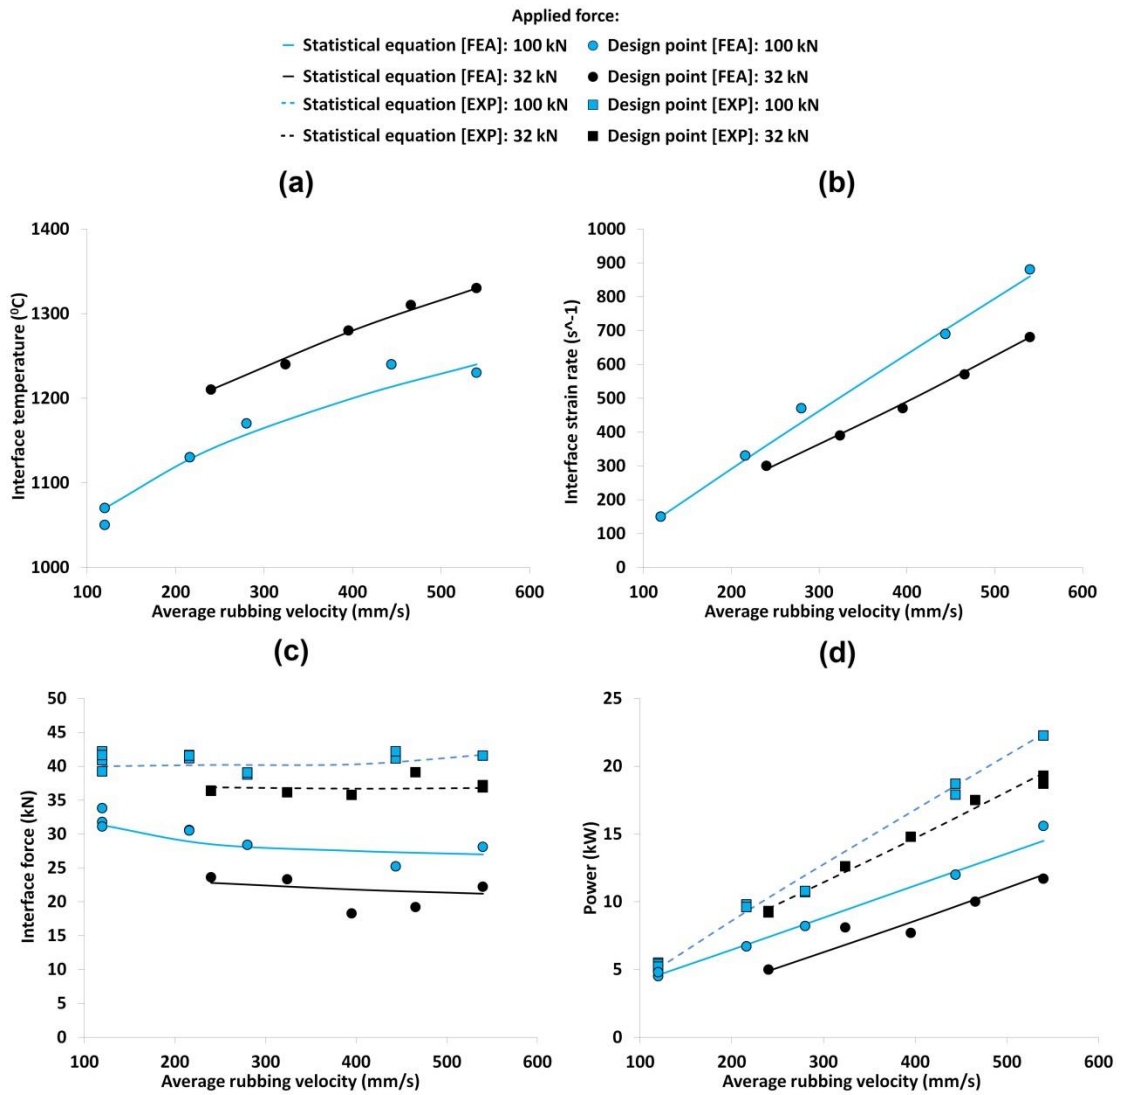 Applied force:
Statistical equation [FEA]: 100 kN Design point [FEA]: 100 kN
Statistical equation [FEA]: 32 kN Design point [FEA]: 32 kN
Statistical equation [EXP]: 100 kN Design point [EXP]: 100 kN
Statistical equation [EXP]: 32 kN Design point [EXP]: 32 kN
(a)
1400
1300
1200
1100
1000
Interface temperature (⁰C)
100 200 300 400 500 600
Average rubbing velocity (mm/s)
(b)
1000
900
800
700
600
500
400
300
200
100
0
Interface strain rate (s^-1)
100 200 300 400 500 600
Average rubbing velocity (mm/s)
(c)
50
45
40
35
30
25
20
15
10
5
0
Interface force (kN)
100 200 300 400 500 600
Average rubbing velocity (mm/s)
(d)
25
20
15
10
5
0
Power (kW)
100 200 300 400 500 600
Average rubbing velocity (mm/s)